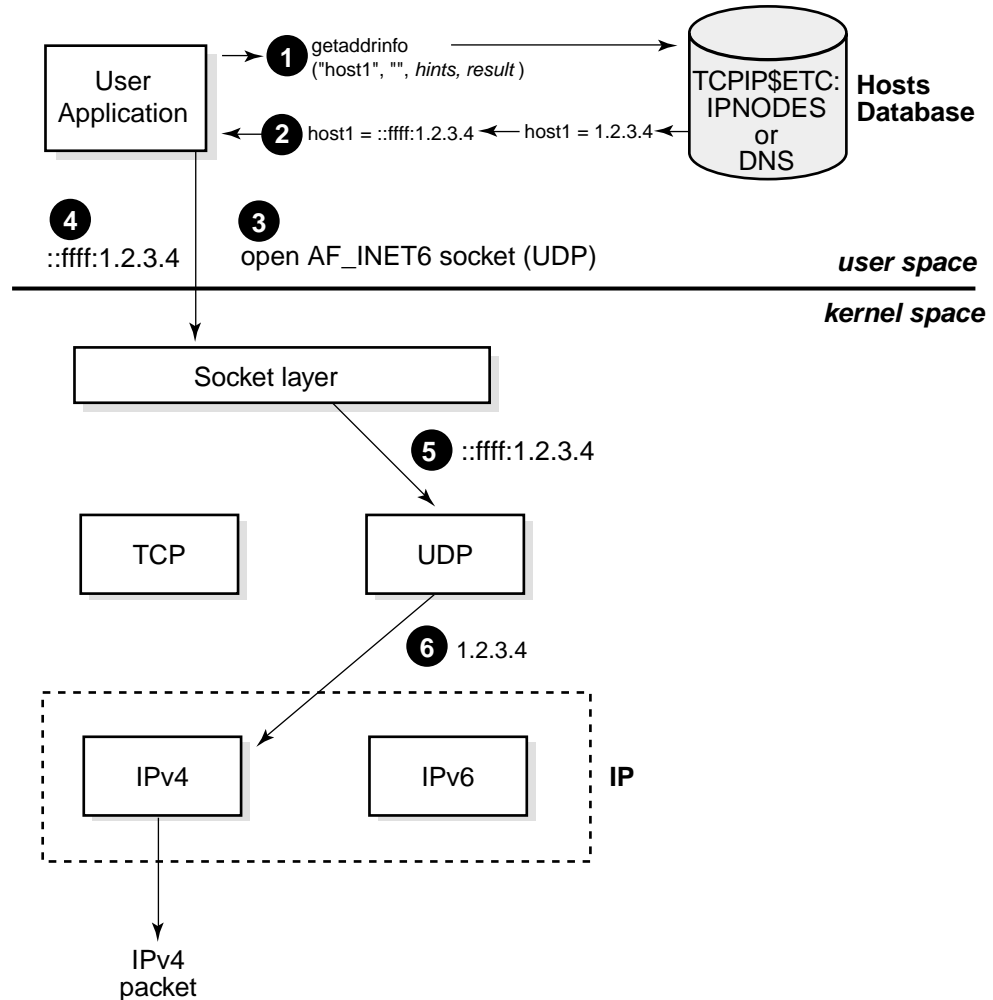 User
Application
1
getaddrinfo
("host1", "", hints, result )
TCPIP$ETC:
IPNODES
or
DNS
Hosts
Database
2
host1 = ::ffff:1.2.3.4
host1 = 1.2.3.4
4
::ffff:1.2.3.4
3
open AF_INET6 socket (UDP)
user space
kernel space
Socket layer
5
::ffff:1.2.3.4
TCP
UDP
6
1.2.3.4
IPv4
IPv6
IP
IPv4
packet